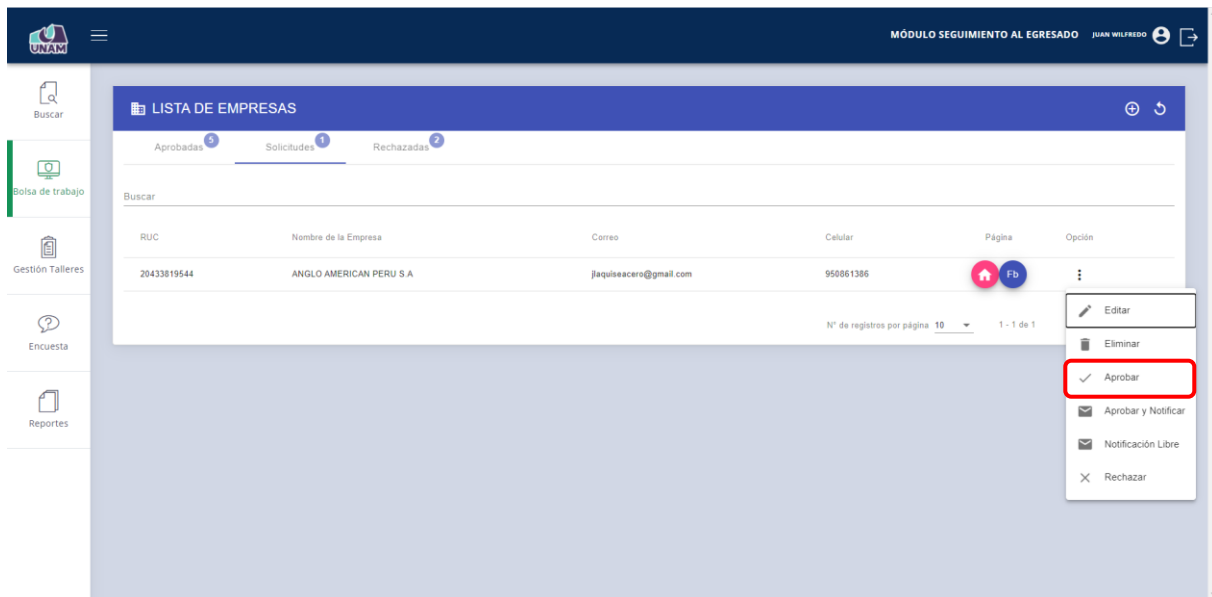 UNAM
MÓDULO SEGUIMIENTO AL EGRESADO JUAN WILFREDO
Buscar
Bolsa de trabajo
Gestión Talleres
Encuesta
Reportes
LISTA DE EMPRESAS
Aprobadas 5 Solicitudes 1 Rechazadas 2
Buscar
RUC Nombre de la Empresa Correo Celular Página Opción
20433819544 ANGLO AMERICAN PERU S.A jlaquiseacero@gmail.com 950861386 Fb
N° de registros por página 10 1 - 1 de 1
Editar
Eliminar
Aprobar
Aprobar y Notificar
Notificación Libre
Rechazar